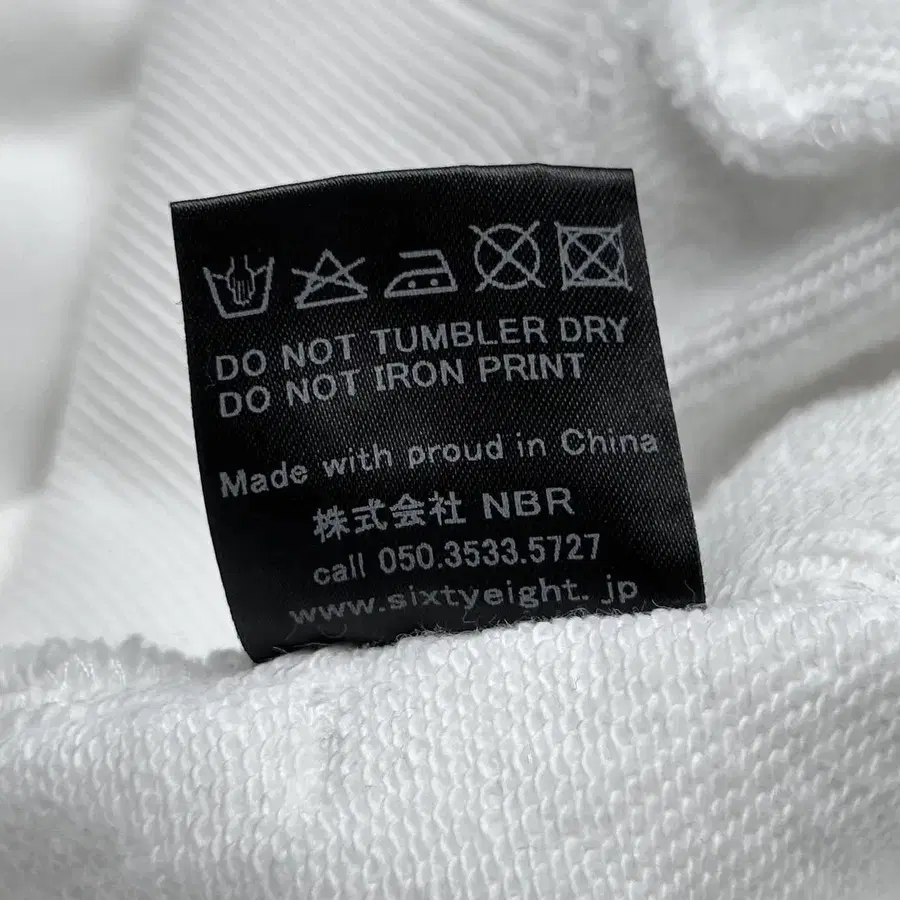 DO NOT TUMBLER DRY
DO NOT IRON PRINT
Made with proud in China
株式会社 NBR
call 050.3533.5727
www.sixtyeight.jp